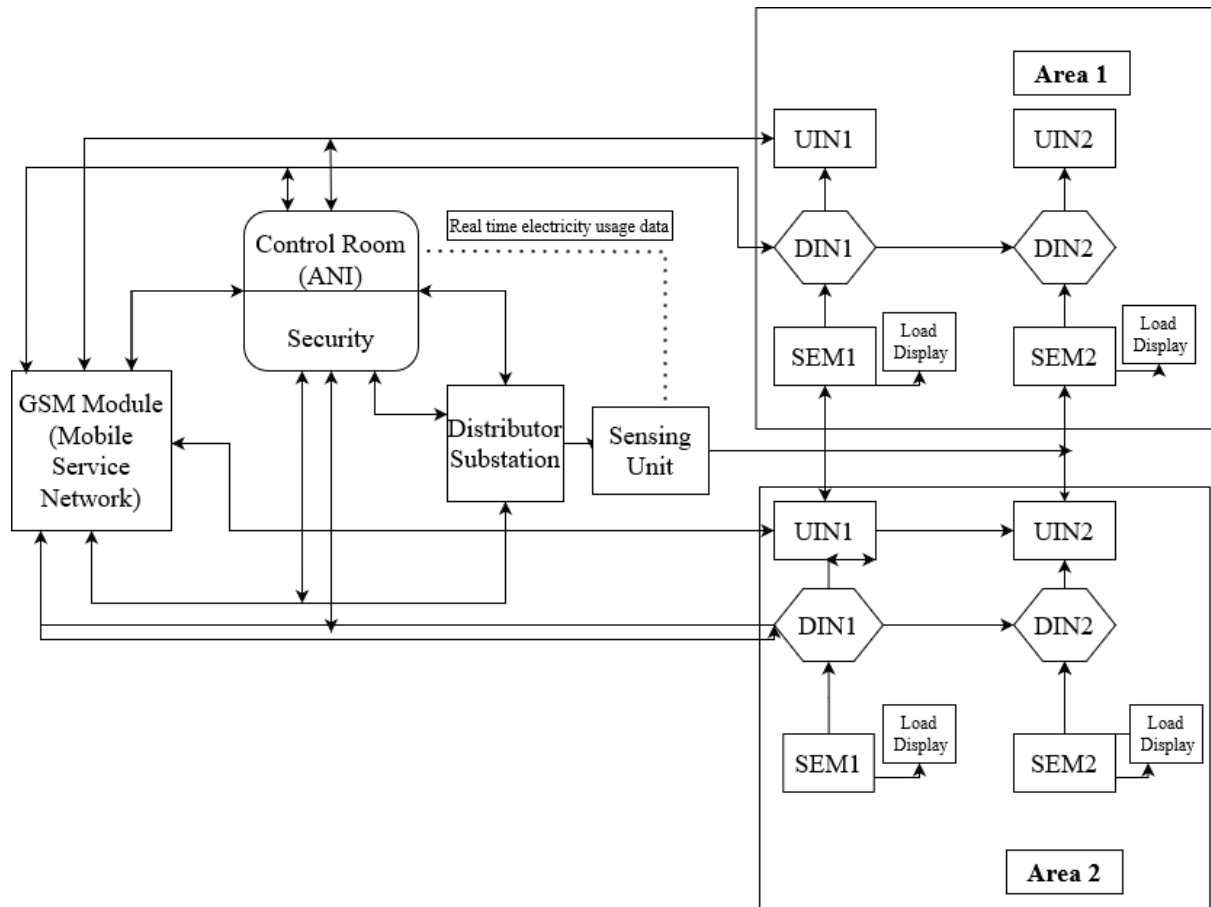 Area 1
UIN1
UIN2
Real time electricity usage data
Control Room
(ANI)
Security
DIN1
DIN2
SEM1
Load
Display
SEM2
Load
Display
GSM Module
(Mobile
Service
Network)
Distributor
Substation
Sensing
Unit
UIN1
UIN2
DIN1
DIN2
SEM1
Load
Display
SEM2
Load
Display
Area 2